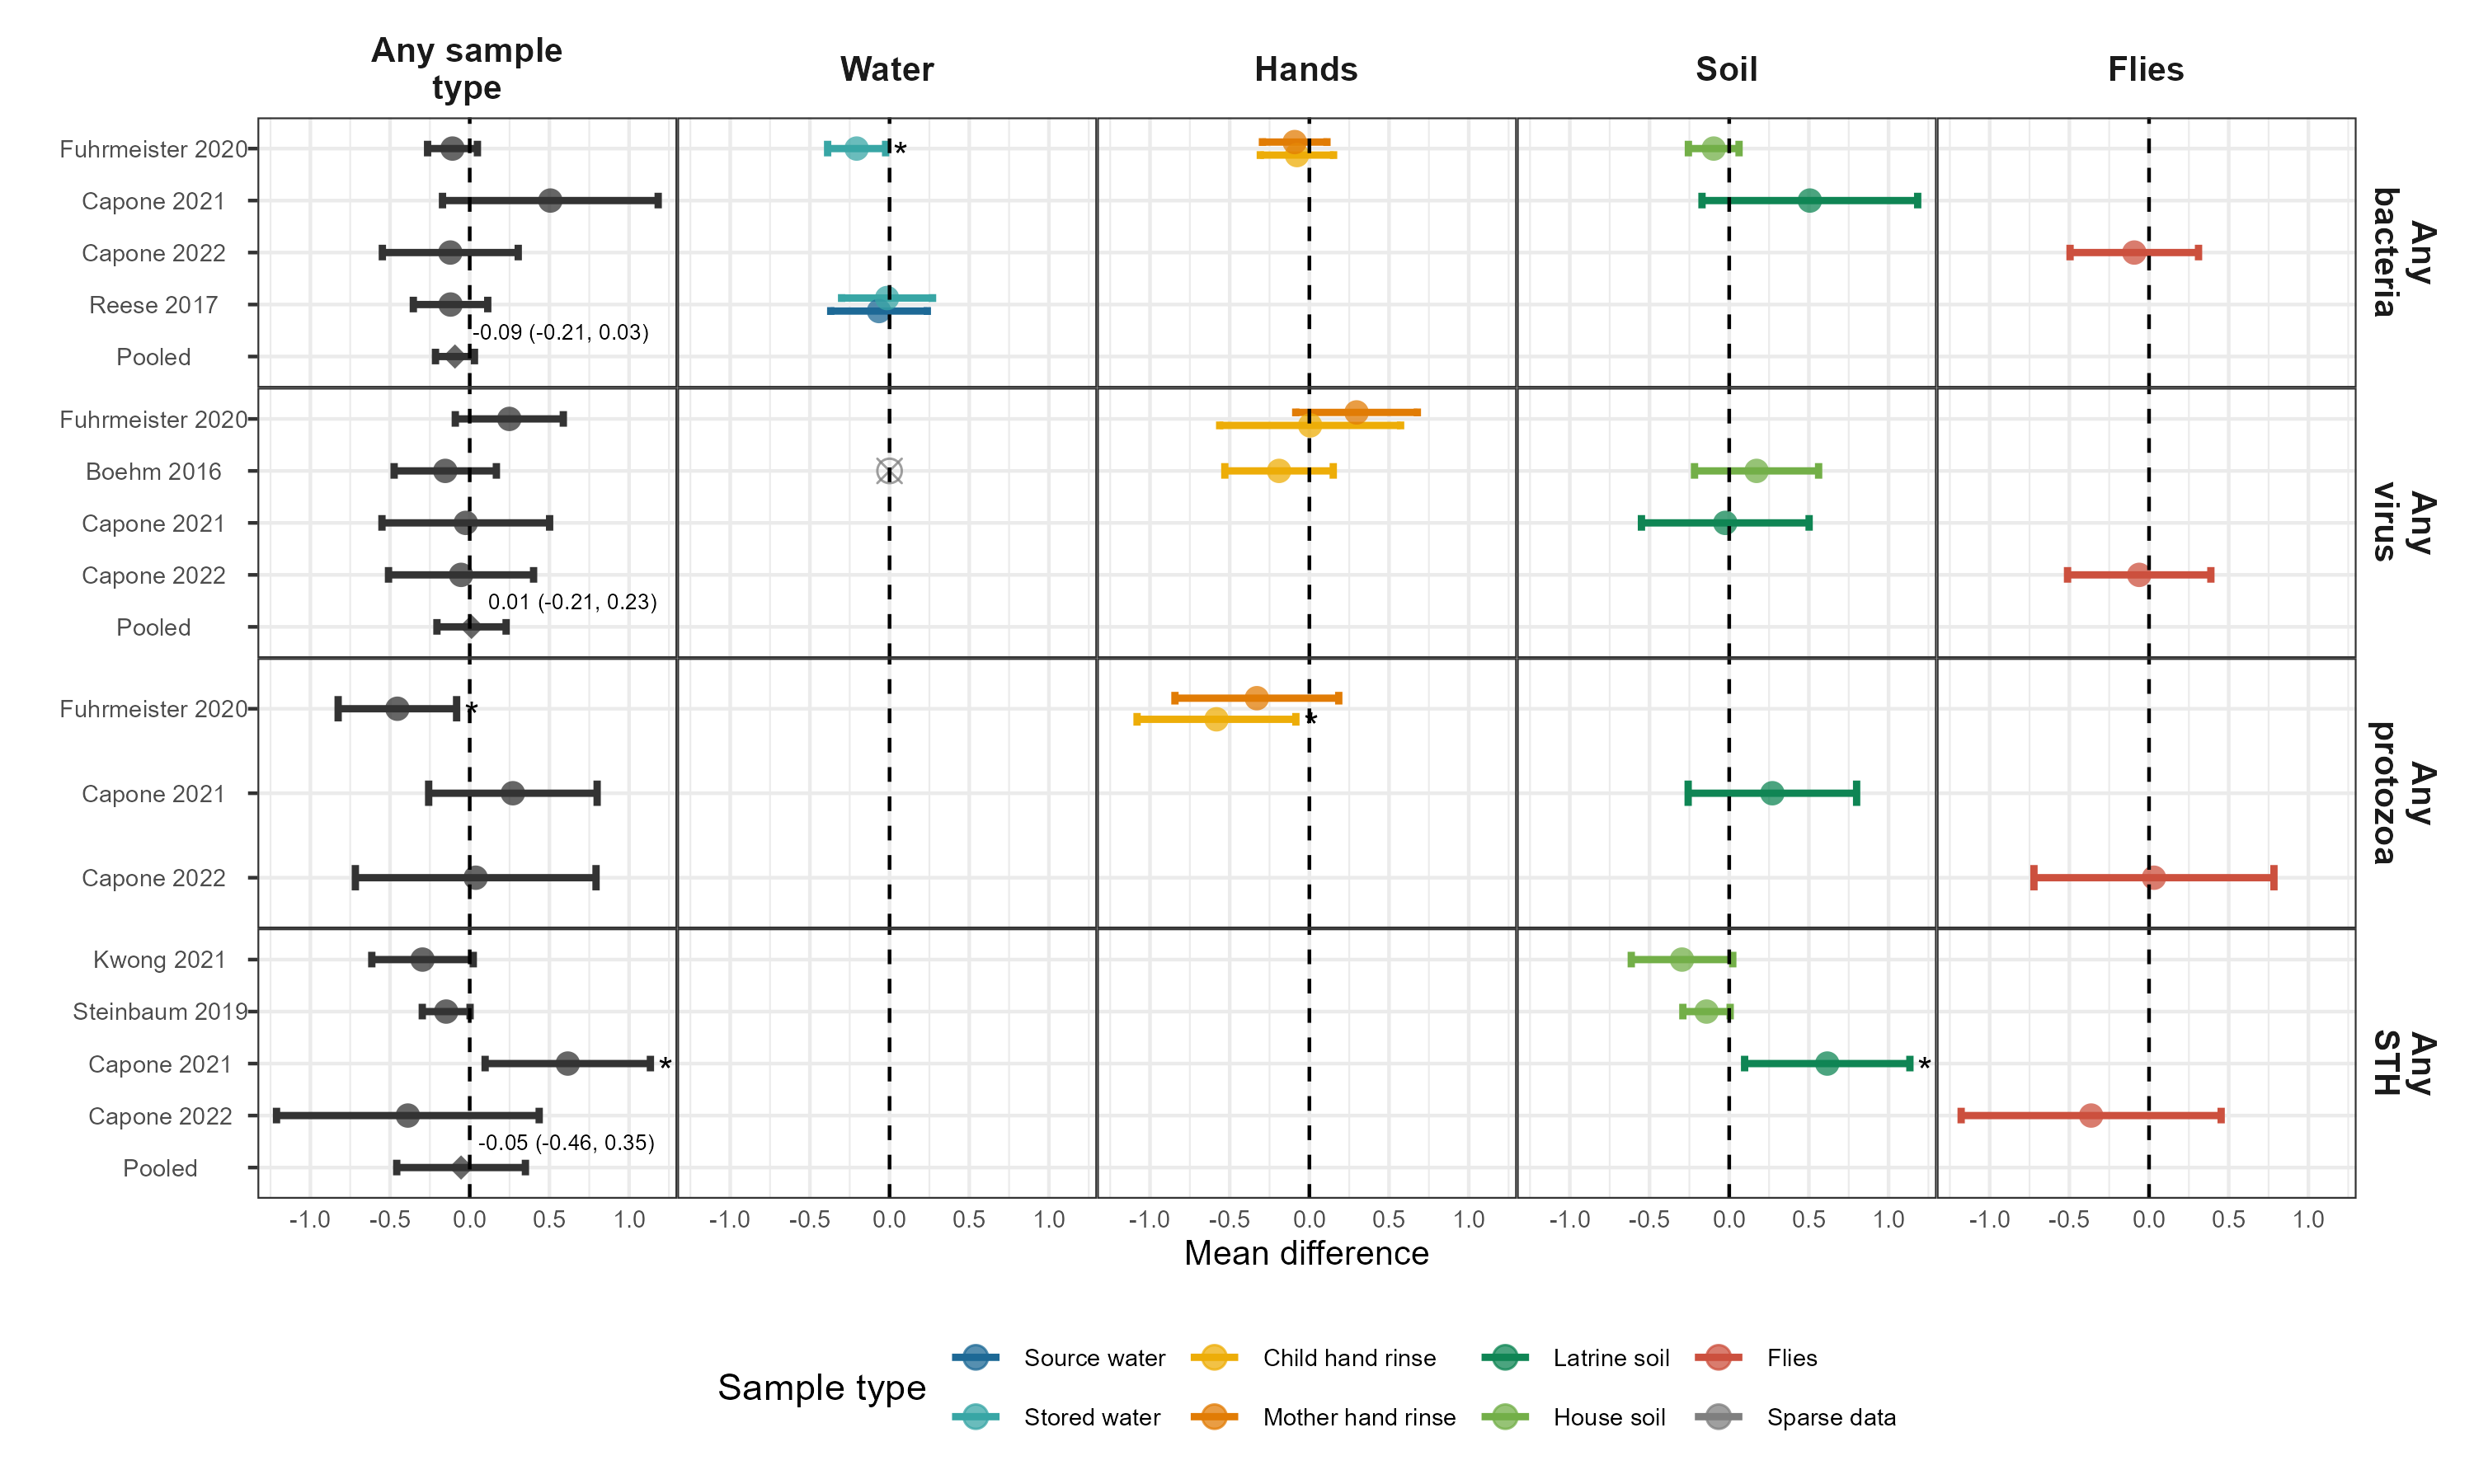 Any sample
type
Water
Hands
Soil
Flies
Fuhrmeister 2020
*
Capone 2021
Capone 2022
Reese 2017
-0.09 (-0.21, 0.03)
Pooled
Any
bacteria
Fuhrmeister 2020
Boehm 2016
Capone 2021
Capone 2022
0.01 (-0.21, 0.23)
Pooled
Any
virus
Fuhrmeister 2020
*
*
Capone 2021
Capone 2022
Any
protozoa
Kwong 2021
Steinbaum 2019
Capone 2021
*
*
Capone 2022
-0.05 (-0.46, 0.35)
Pooled
Any
STH
-1.0 -0.5 0.0 0.5 1.0
-1.0 -0.5 0.0 0.5 1.0
-1.0 -0.5 0.0 0.5 1.0
-1.0 -0.5 0.0 0.5 1.0
-1.0 -0.5 0.0 0.5 1.0
Mean difference
Sample type
Source water
Child hand rinse
Latrine soil
Flies
Stored water
Mother hand rinse
House soil
Sparse data